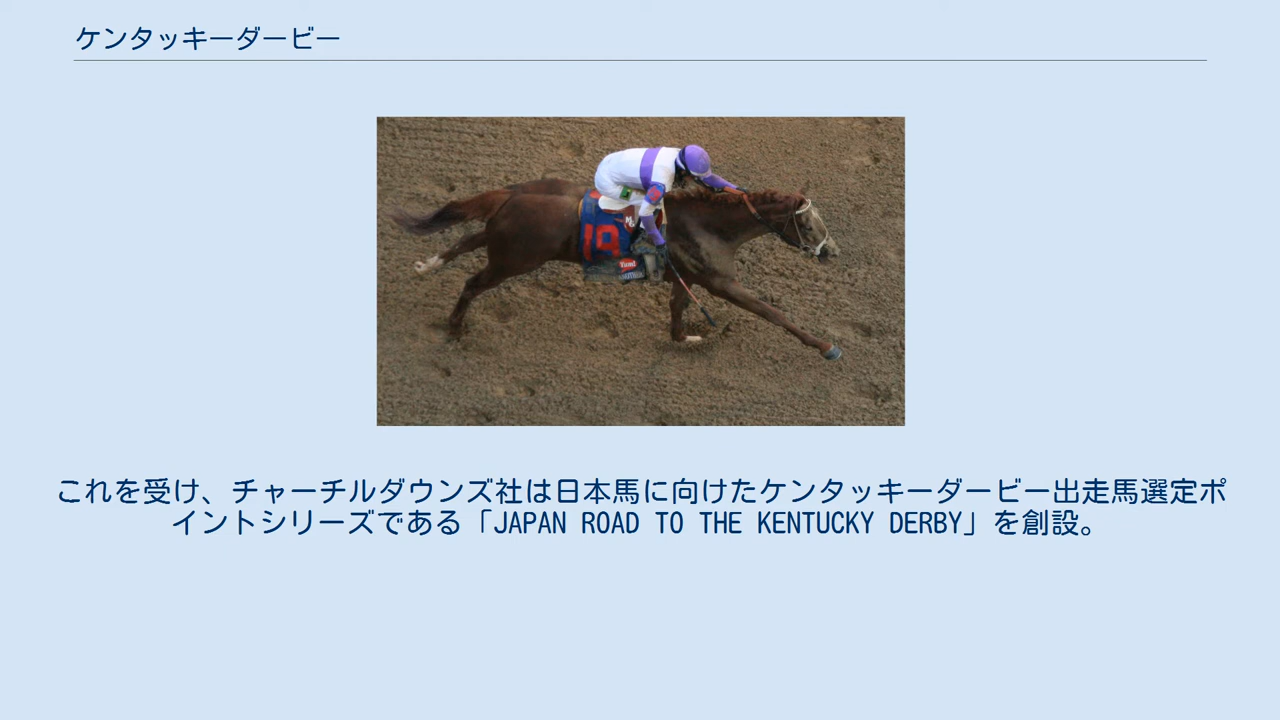 ケンタッキーダービー
19
Yum!
これを受け、チャーチルダウンズ社は日本馬に向けたケンタッキーダービー出走馬選定ポ
イントシリーズである「JAPAN ROAD TO THE KENTUCKY DERBY」を創設。